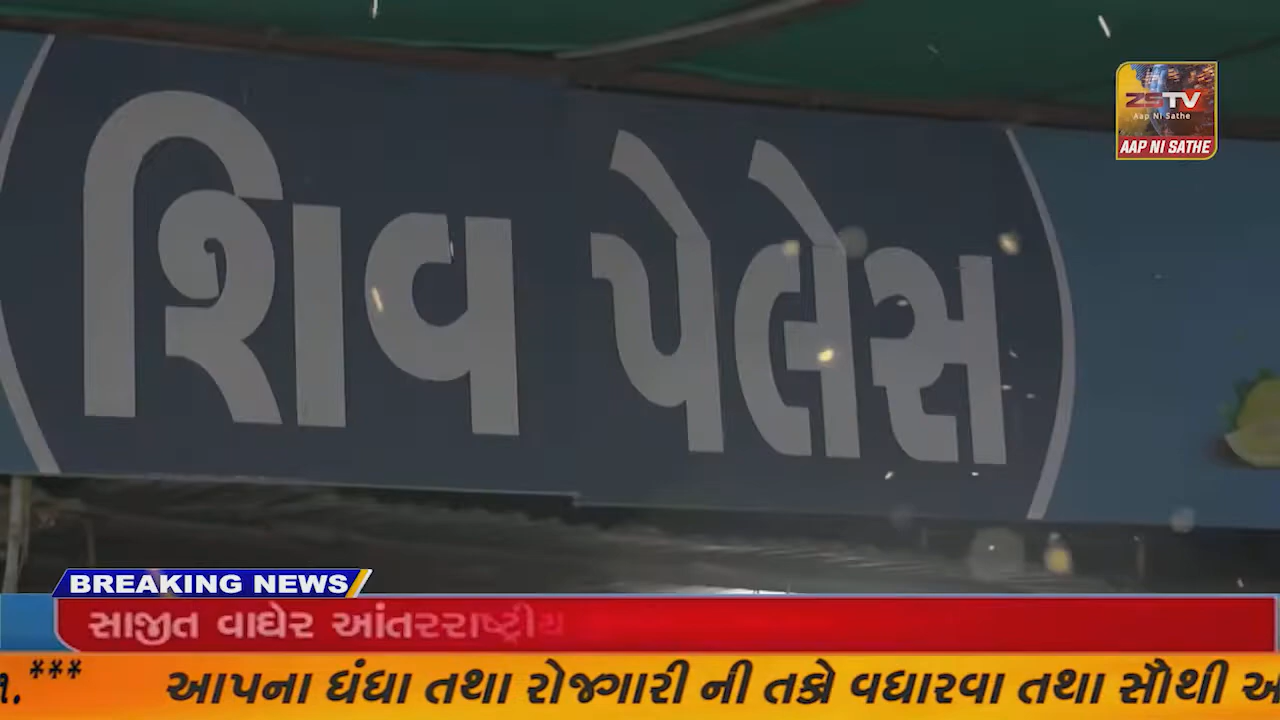 શિવ પેલેસ
ZSTV
Aap Ni Sathe
AAP NI SATHE
BREAKING NEWS
સાજીત વાઘેર આંતરરાષ્ટ્રીય
***
આપના ધંધા તથા રોજગારી ની તકો વધારવા તથા સૌથી